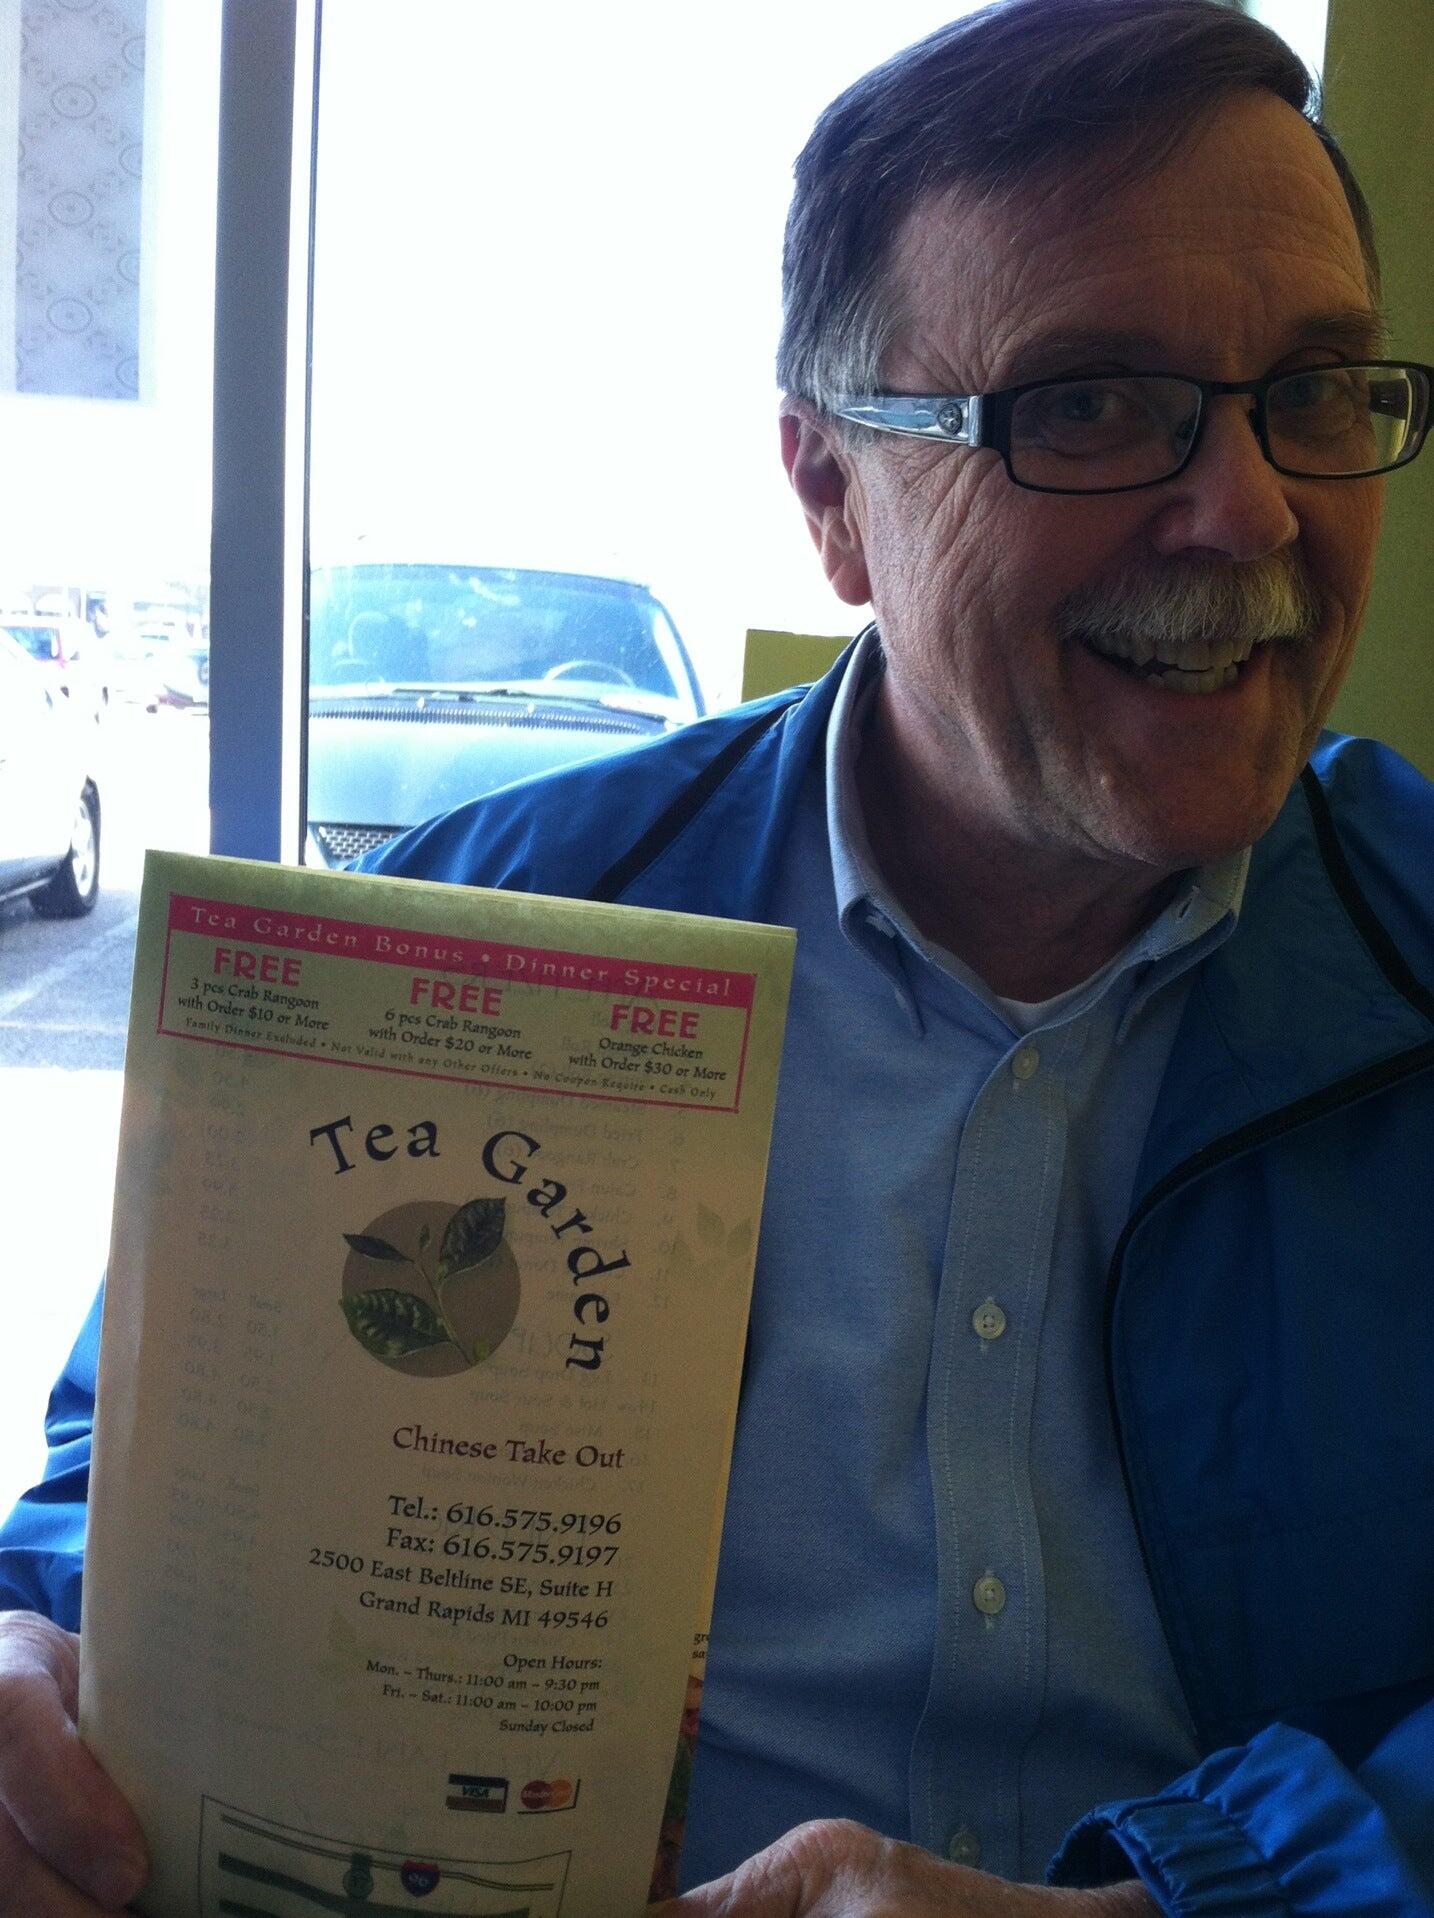 Tea Garden Bonus • Dinner Special
FREE
3 pcs Crab Rangoon
with Order $10 or More
FREE
6 pcs Crab Rangoon
with Order $20 or More
FREE
Orange Chicken
with Order $30 or More
Family Dinner Excluded • Not Valid with any Other Offers • No Coupon Require • Cash Only
Tea Garden
Chinese Take Out
Tel.: 616.575.9196
Fax: 616.575.9197
2500 East Beltline SE, Suite H
Grand Rapids MI 49546
Open Hours:
Mon. – Thurs.: 11:00 am – 9:30 pm
Fri. – Sat.: 11:00 am – 10:00 pm
Sunday Closed
VISA
MasterCard
96